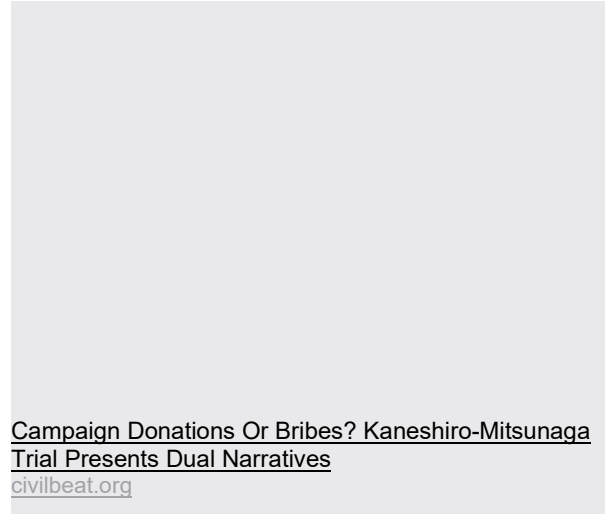 Campaign Donations Or Bribes? Kaneshiro-Mitsunaga
Trial Presents Dual Narratives
civilbeat.org